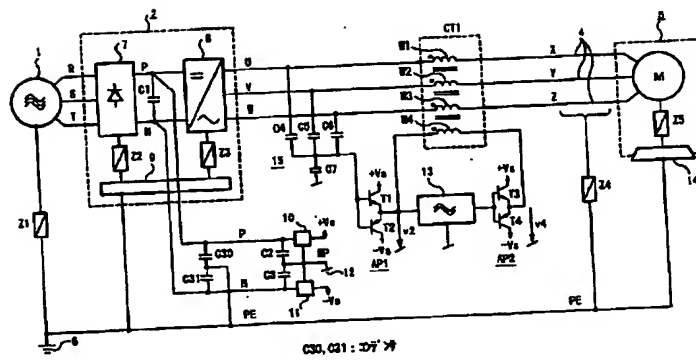 2
7
8
1
R
S
T
P
N
C1
Z2
Z3
9
Z1
6
U
V
W
C4
C5
C6
C7
15
CT1
W1
W2
W3
W4
X
Y
Z
4
5
M
Z5
14
Z4
PE
+Vs
T1
T2
-Vs
AP1
v2
13
+Vs
T3
T4
-Vs
AP2
v4
P
10
+Vs
C30
C2
NP
12
C31
C3
N
11
-Vs
PE
C30, C31 : コンデンサ